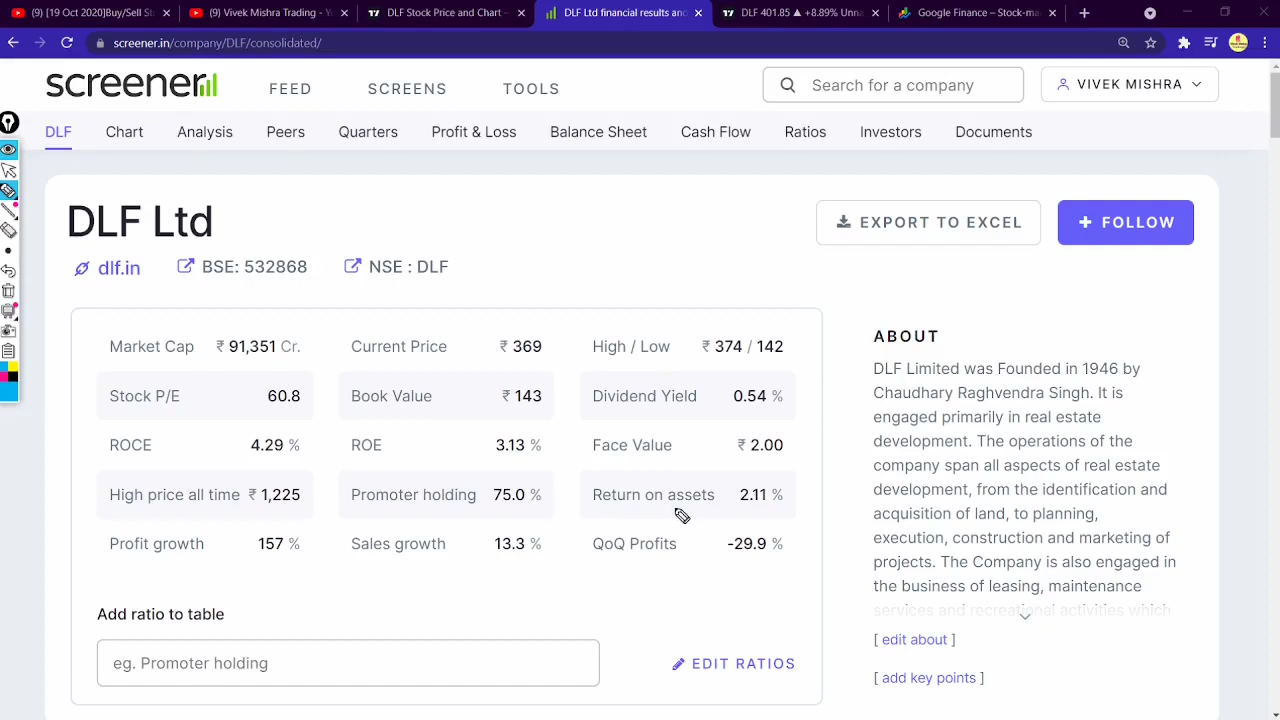 (9) [19 Oct 2020]Buy/Sell St
(9) Vivek Mishra Trading - Y
DLF Stock Price and Chart –
DLF Ltd financial results and
DLF 401.85 ▲ +8.89% Unna
Google Finance – Stock-ma
screener.in/company/DLF/consolidated/
screener
FEED
SCREENS
TOOLS
Search for a company
VIVEK MISHRA
DLF
Chart
Analysis
Peers
Quarters
Profit & Loss
Balance Sheet
Cash Flow
Ratios
Investors
Documents
DLF Ltd
EXPORT TO EXCEL
+ FOLLOW
dlf.in
BSE: 532868
NSE : DLF
Market Cap ₹ 91,351 Cr.
Current Price ₹ 369
High / Low ₹ 374 / 142
Stock P/E 60.8
Book Value ₹ 143
Dividend Yield 0.54 %
ROCE 4.29 %
ROE 3.13 %
Face Value ₹ 2.00
High price all time ₹ 1,225
Promoter holding 75.0 %
Return on assets 2.11 %
Profit growth 157 %
Sales growth 13.3 %
QoQ Profits -29.9 %
Add ratio to table
eg. Promoter holding
EDIT RATIOS
ABOUT
DLF Limited was Founded in 1946 by
Chaudhary Raghvendra Singh. It is
engaged primarily in real estate
development. The operations of the
company span all aspects of real estate
development, from the identification and
acquisition of land, to planning,
execution, construction and marketing of
projects. The Company is also engaged in
the business of leasing, maintenance
services and recreational activities which
[ edit about ]
[ add key points ]